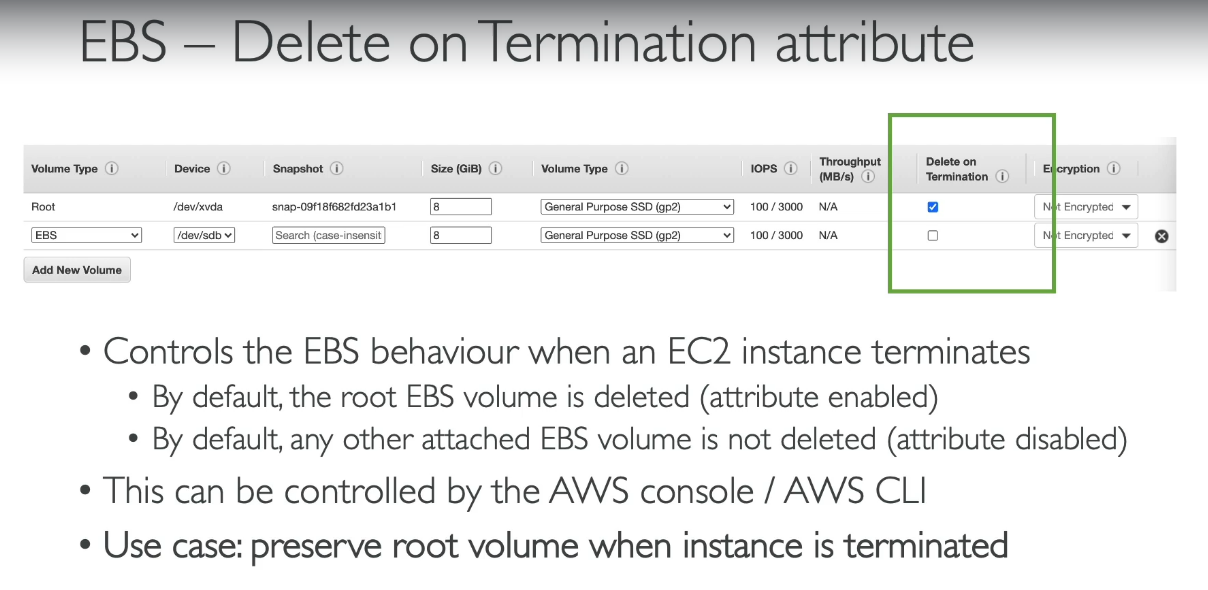 EBS – Delete on Termination attribute
Volume Type Device Snapshot Size (GiB) Volume Type IOPS Throughput (MB/s) Delete on Termination Encryption
Root /dev/xvda snap-09f18f682fd23a1b1 8 General Purpose SSD (gp2) 100 / 3000 N/A Not Encrypted
EBS /dev/sdb Search (case-insensit 8 General Purpose SSD (gp2) 100 / 3000 N/A Not Encrypted
Add New Volume
• Controls the EBS behaviour when an EC2 instance terminates
• By default, the root EBS volume is deleted (attribute enabled)
• By default, any other attached EBS volume is not deleted (attribute disabled)
• This can be controlled by the AWS console / AWS CLI
• Use case: preserve root volume when instance is terminated